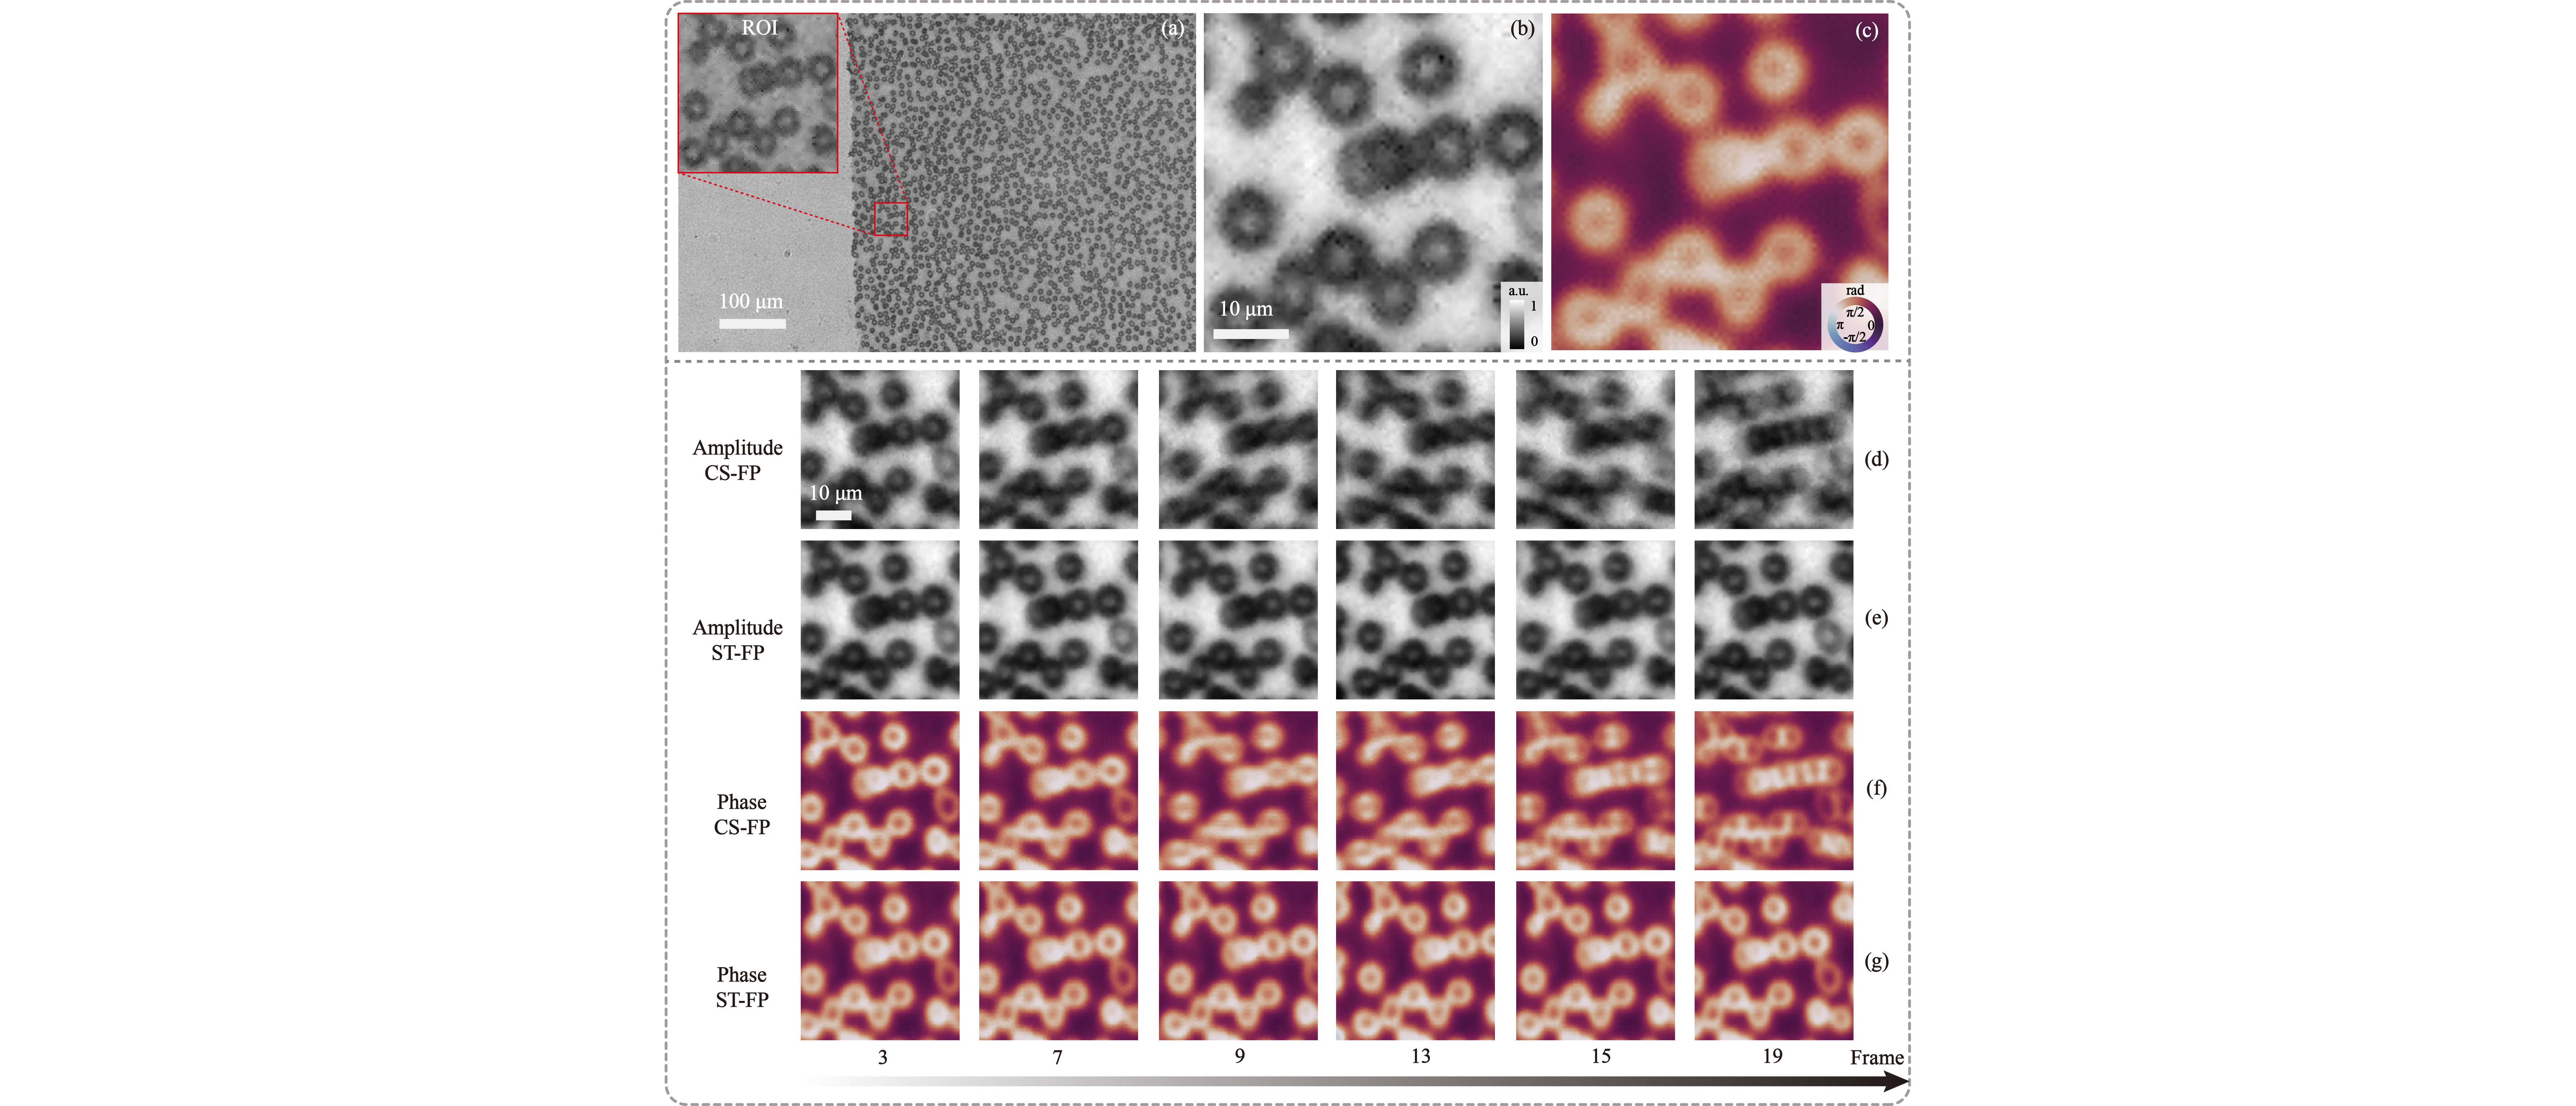 ROI
(a)
100 μm
(b)
10 μm
a.u.
1
0
(c)
rad
π/2
π
0
-π/2
Amplitude
CS-FP
10 μm
(d)
Amplitude
ST-FP
(e)
Phase
CS-FP
(f)
Phase
ST-FP
(g)
3 7 9 13 15 19 Frame